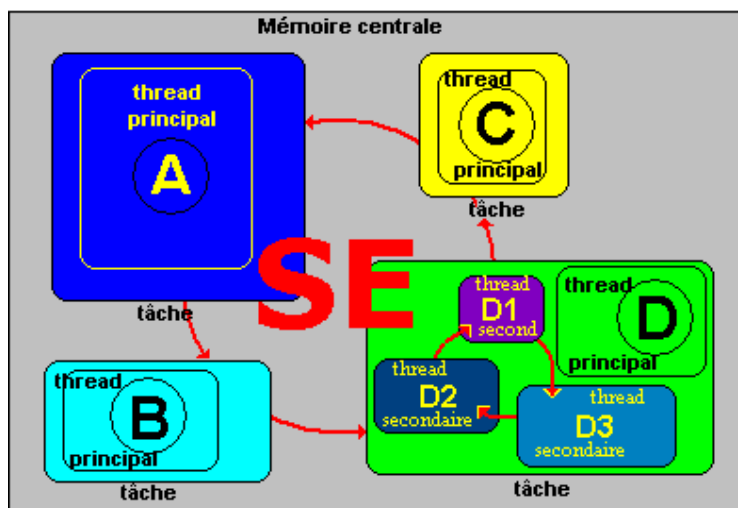 Mémoire centrale
thread
principal
A
tâche
thread
C
principal
tâche
SE
thread
B
principal
tâche
thread
D1
second
thread
D
principal
thread
D2
secondaire
thread
D3
secondaire
tâche